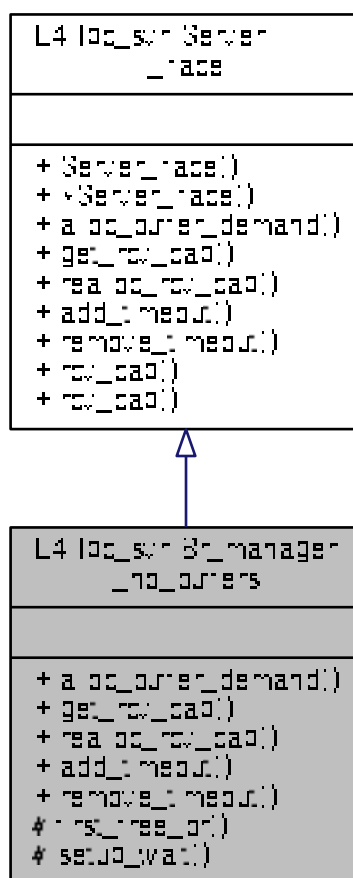 L4::Ipc_svr::Server
_iface
+ Server_iface()
+ ~Server_iface()
+ alloc_buffer_demand()
+ get_rcv_cap()
+ realloc_rcv_cap()
+ add_timeout()
+ remove_timeout()
+ rcv_cap()
+ rcv_cap()
L4::Ipc_svr::Br_manager
_no_buffers
+ alloc_buffer_demand()
+ get_rcv_cap()
+ realloc_rcv_cap()
+ add_timeout()
+ remove_timeout()
# first_free_br()
# setup_wait()